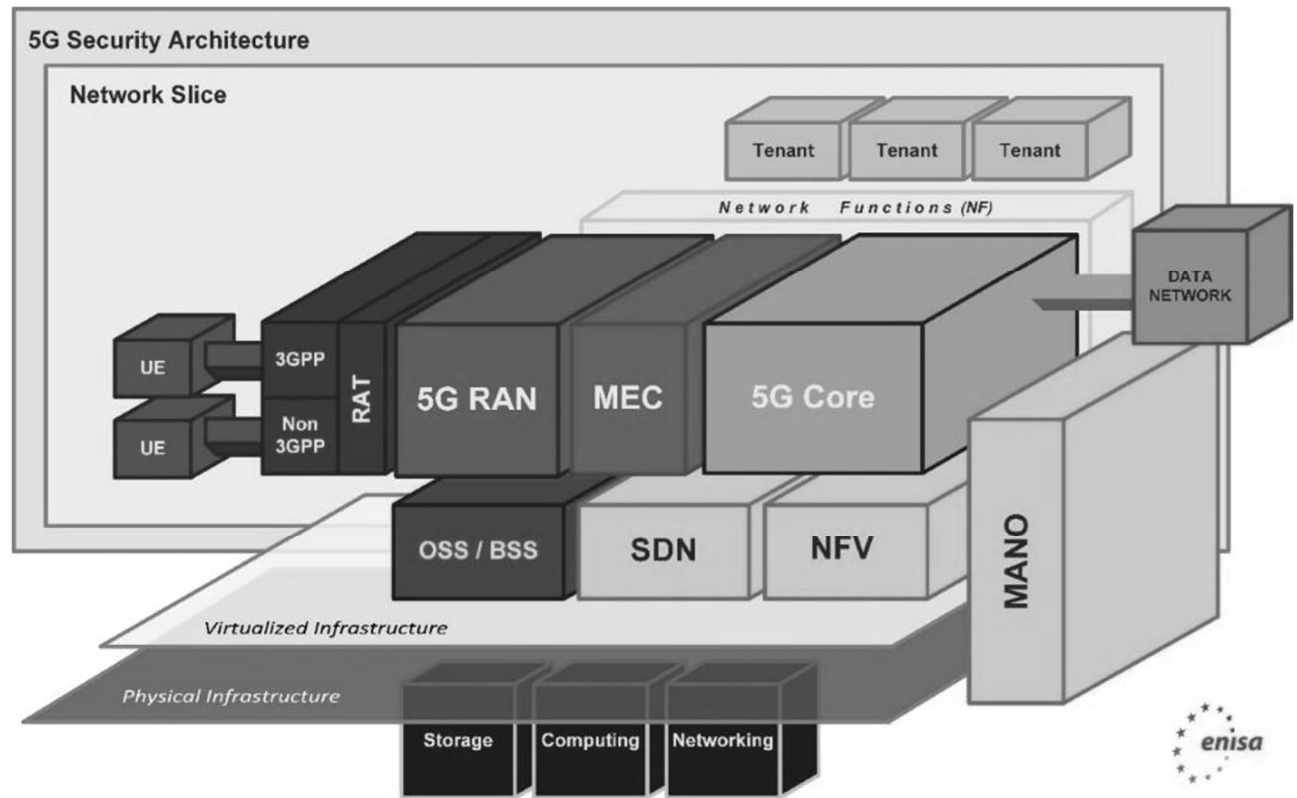 5G Security Architecture
Network Slice
Tenant
Tenant
Tenant
Network Functions (NF)
DATA
NETWORK
UE
3GPP
RAT
5G RAN
MEC
5G Core
UE
Non
3GPP
OSS / BSS
SDN
NFV
MANO
Virtualized Infrastructure
Physical Infrastructure
Storage
Computing
Networking
enisa